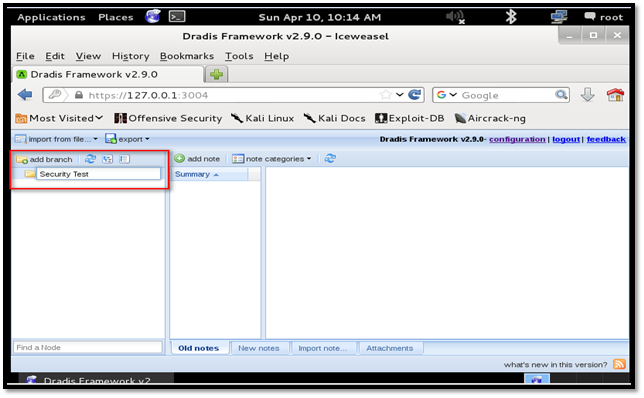 Applications Places Sun Apr 10, 10:14 AM root
Dradis Framework v2.9.0 - Iceweasel
File Edit View History Bookmarks Tools Help
Dradis Framework v2.9.0
https://127.0.0.1:3004 Google
Most Visited Offensive Security Kali Linux Kali Docs Exploit-DB Aircrack-ng
import from file... export Dradis Framework v2.9.0- configuration | logout | feedback
add branch add note note categories
Security Test Summary
Find a Node Old notes New notes Import note... Attachments
what's new in this version?
Dradis Framework v2